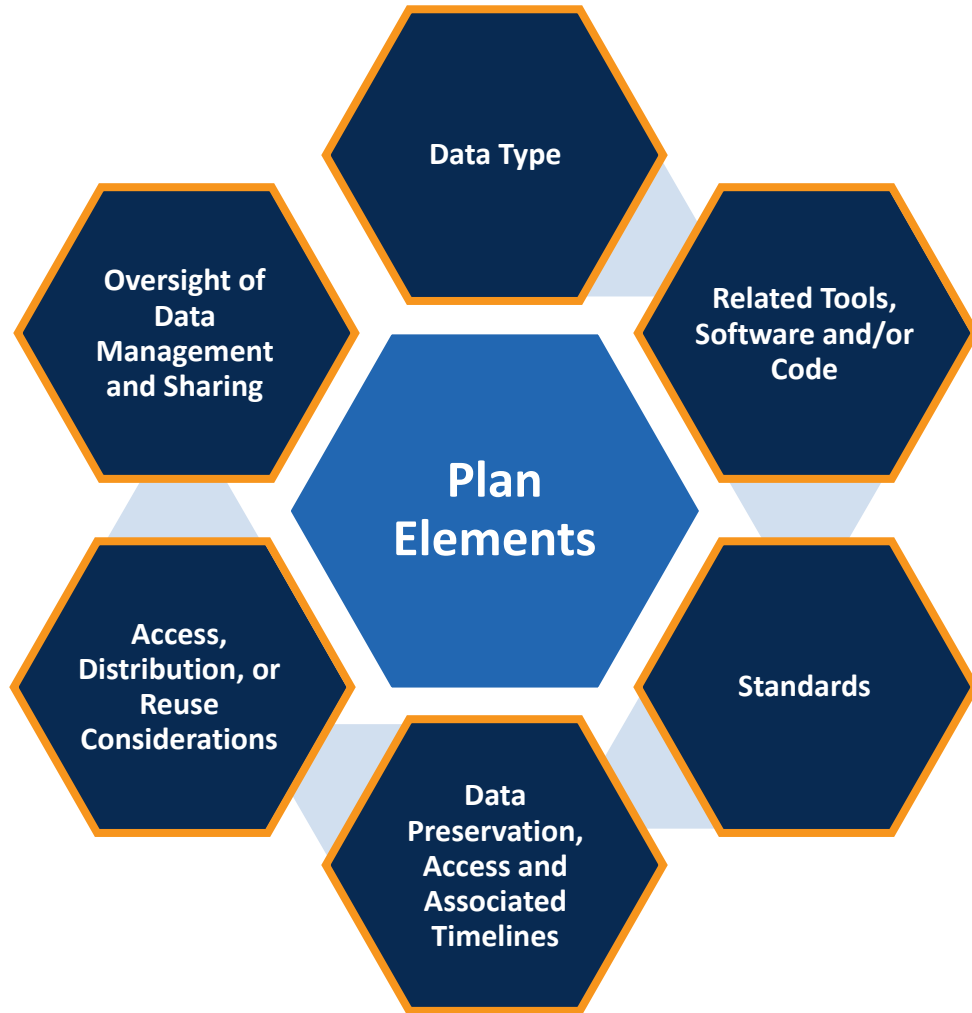 Data Type
Related Tools,
Software and/or
Code
Standards
Data
Preservation,
Access and
Associated
Timelines
Access,
Distribution, or
Reuse
Considerations
Oversight of
Data
Management
and Sharing
Plan
Elements